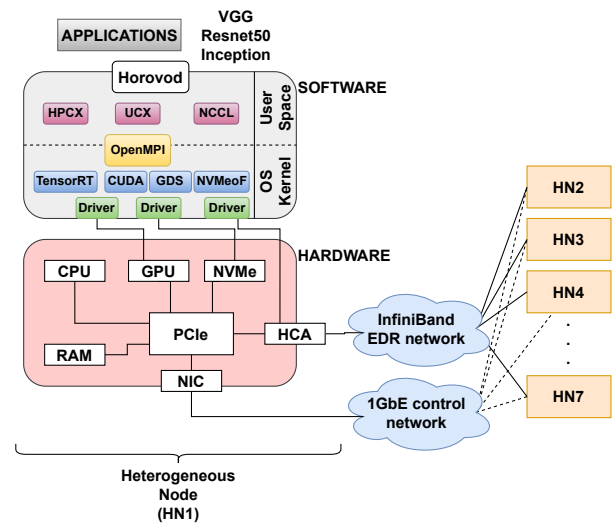 APPLICATIONS
VGG
Resnet50
Inception
Horovod
SOFTWARE
HPCX
UCX
NCCL
User
Space
OpenMPI
TensorRT
CUDA
GDS
NVMeoF
OS
Kernel
Driver
Driver
Driver
HARDWARE
CPU
GPU
NVMe
PCIe
HCA
RAM
NIC
InfiniBand
EDR network
1GbE control
network
HN2
HN3
HN4
.
.
.
HN7
Heterogeneous
Node
(HN1)